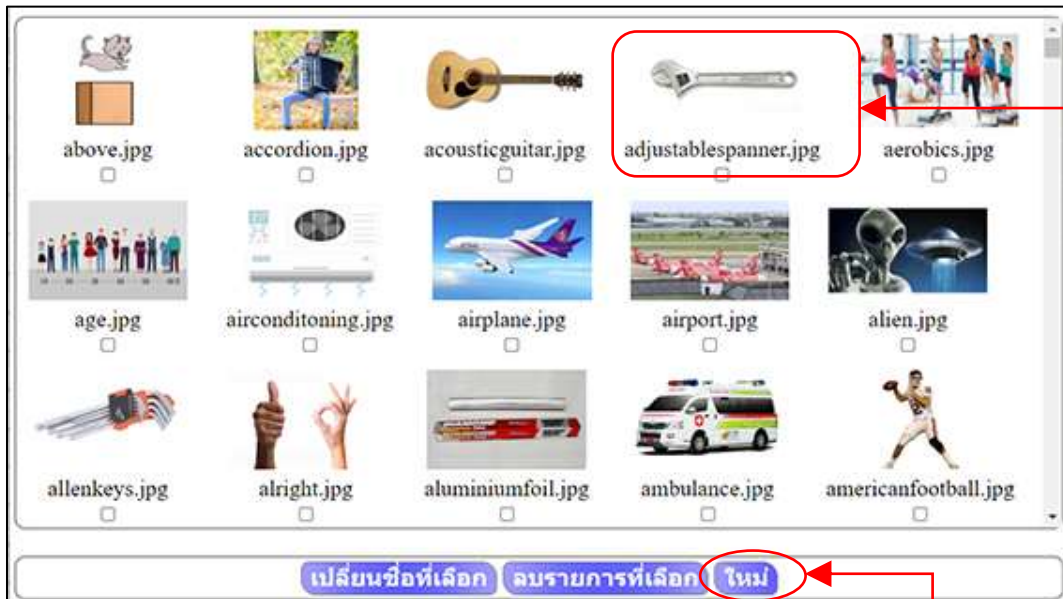 above.jpg accordion.jpg acousticguitar.jpg adjustablespanner.jpg aerobics.jpg
age.jpg airconditoning.jpg airplane.jpg airport.jpg alien.jpg
allenkeys.jpg alright.jpg aluminiumfoil.jpg ambulance.jpg americanfootball.jpg
เปลี่ยนชื่อที่เลือก ลบรายการที่เลือก ใหม่